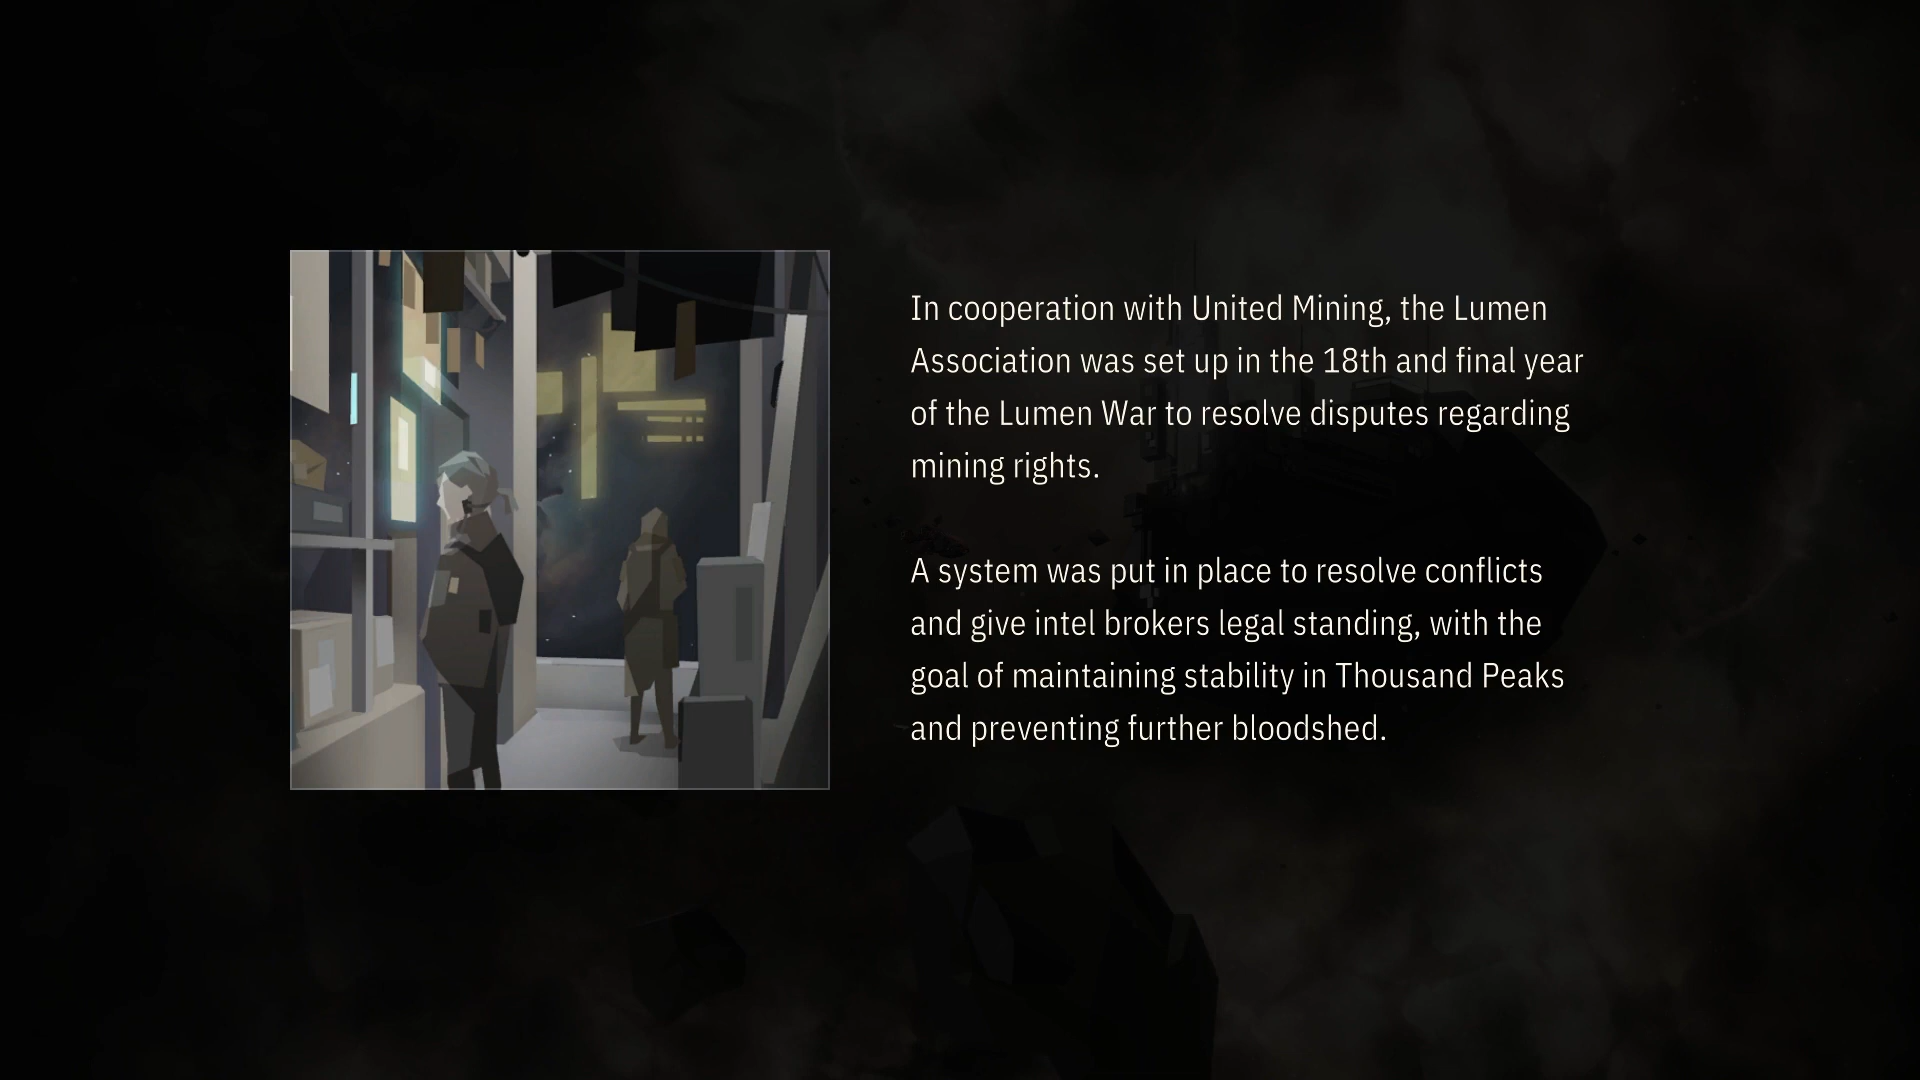 In cooperation with United Mining, the Lumen
Association was set up in the 18th and final year
of the Lumen War to resolve disputes regarding
mining rights.
A system was put in place to resolve conflicts
and give intel brokers legal standing, with the
goal of maintaining stability in Thousand Peaks
and preventing further bloodshed.